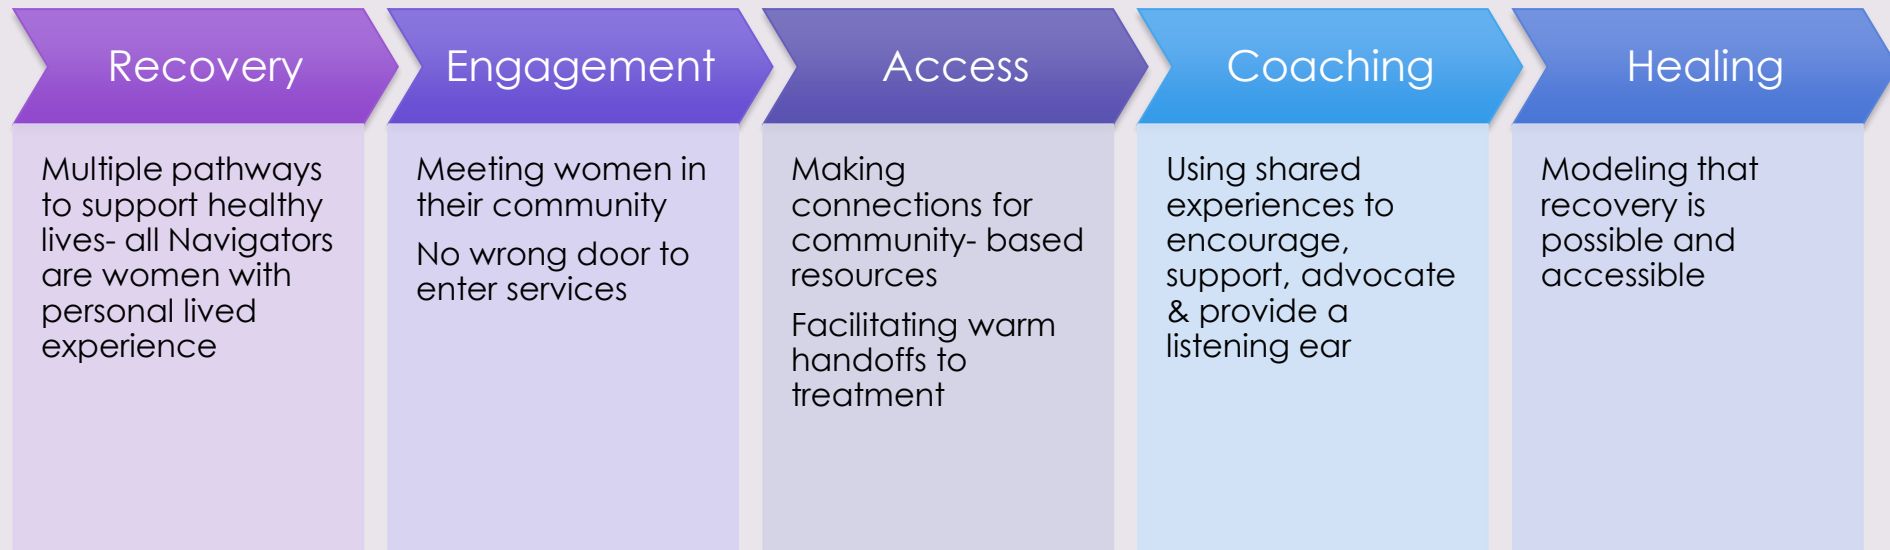 Recovery
Multiple pathways
to support healthy
lives- all Navigators
are women with
personal lived
experience
Engagement
Meeting women in
their community
No wrong door to
enter services
Access
Making
connections for
community- based
resources
Facilitating warm
handoffs to
treatment
Coaching
Using shared
experiences to
encourage,
support, advocate
& provide a
listening ear
Healing
Modeling that
recovery is
possible and
accessible